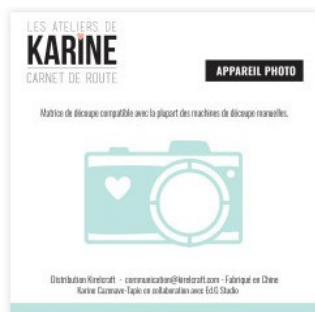 LES ATELIERS DE
KARINE
CARNET DE ROUTE
APPAREIL PHOTO
Matrice de découpe compatible avec la plupart des machines de découpe manuelles.
Distribution Kirelcraft - communication@kirelcraft.com - Fabriqué en Chine
Karine Cazenave-Tapie en collaboration avec Ed.G Studio